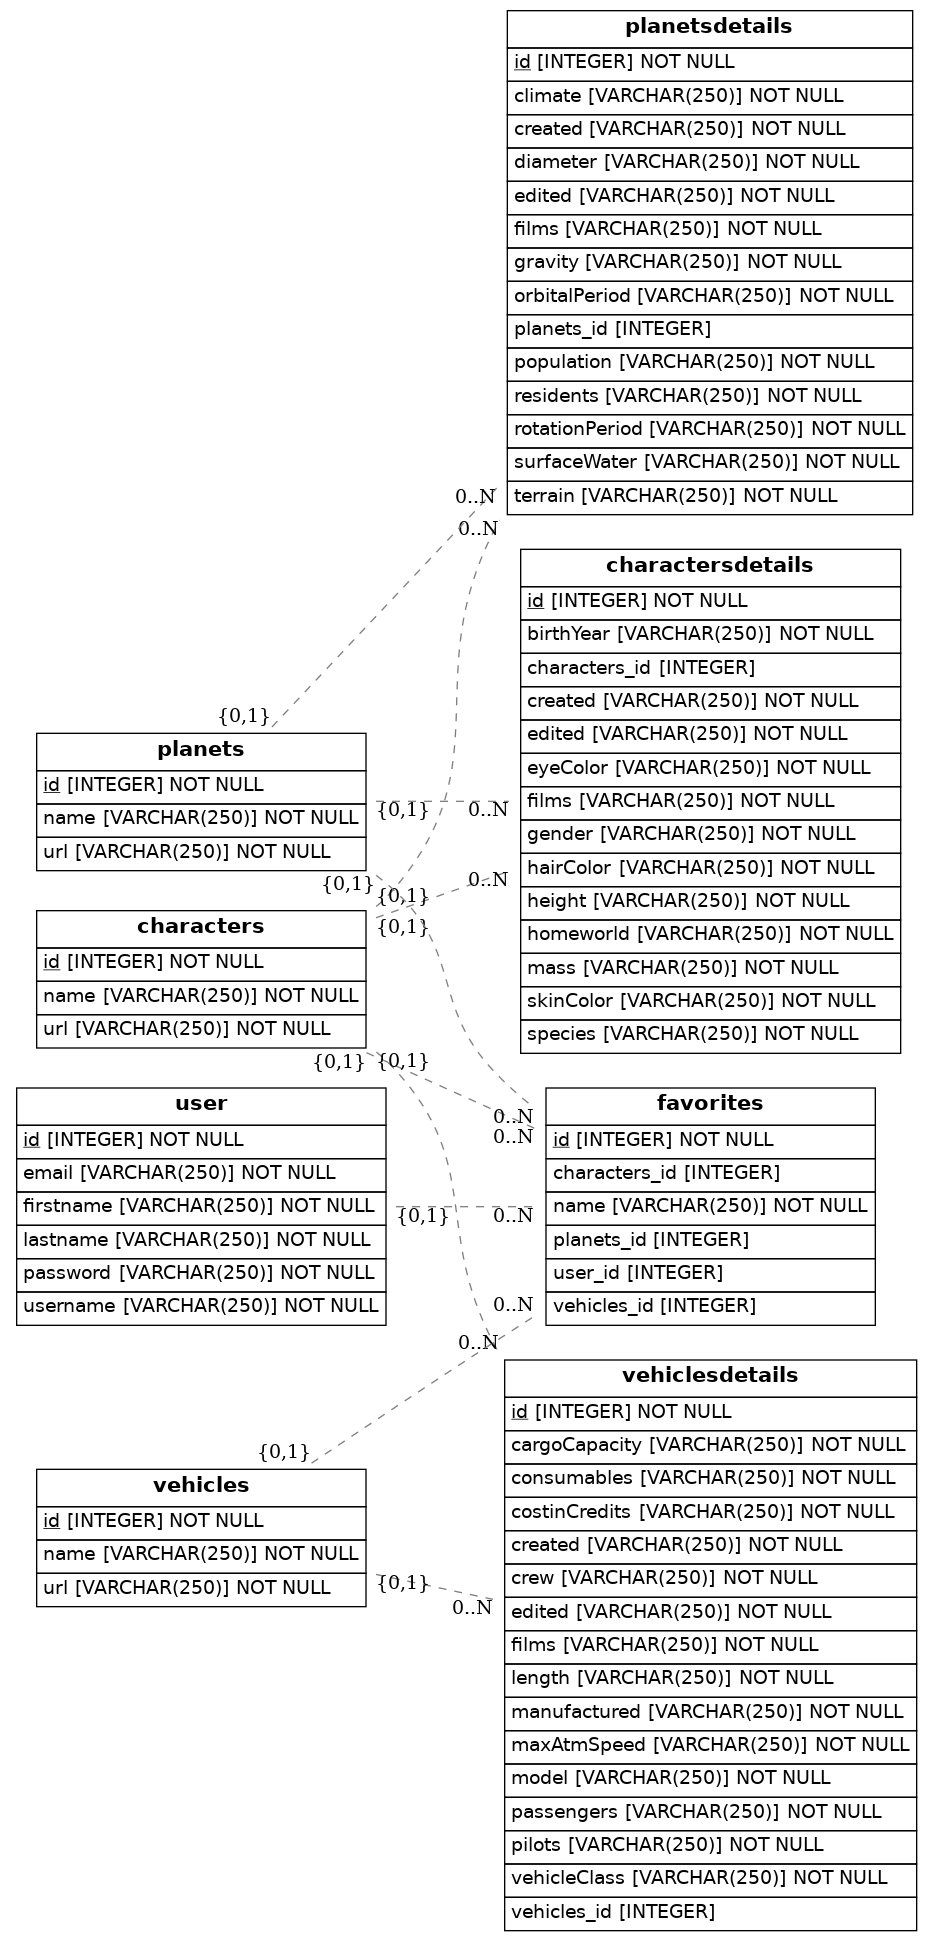 planetsdetails
id [INTEGER] NOT NULL
climate [VARCHAR(250)] NOT NULL
created [VARCHAR(250)] NOT NULL
diameter [VARCHAR(250)] NOT NULL
edited [VARCHAR(250)] NOT NULL
films [VARCHAR(250)] NOT NULL
gravity [VARCHAR(250)] NOT NULL
orbitalPeriod [VARCHAR(250)] NOT NULL
planets_id [INTEGER]
population [VARCHAR(250)] NOT NULL
residents [VARCHAR(250)] NOT NULL
rotationPeriod [VARCHAR(250)] NOT NULL
surfaceWater [VARCHAR(250)] NOT NULL
terrain [VARCHAR(250)] NOT NULL
0..N
0..N
charactersdetails
id [INTEGER] NOT NULL
birthYear [VARCHAR(250)] NOT NULL
characters_id [INTEGER]
created [VARCHAR(250)] NOT NULL
edited [VARCHAR(250)] NOT NULL
eyeColor [VARCHAR(250)] NOT NULL
films [VARCHAR(250)] NOT NULL
gender [VARCHAR(250)] NOT NULL
hairColor [VARCHAR(250)] NOT NULL
height [VARCHAR(250)] NOT NULL
homeworld [VARCHAR(250)] NOT NULL
mass [VARCHAR(250)] NOT NULL
skinColor [VARCHAR(250)] NOT NULL
species [VARCHAR(250)] NOT NULL
{0,1}
planets
id [INTEGER] NOT NULL
name [VARCHAR(250)] NOT NULL
url [VARCHAR(250)] NOT NULL
{0,1}
0..N
{0,1}
{0,1}
0..N
{0,1}
characters
id [INTEGER] NOT NULL
name [VARCHAR(250)] NOT NULL
url [VARCHAR(250)] NOT NULL
{0,1}
{0,1}
user
id [INTEGER] NOT NULL
email [VARCHAR(250)] NOT NULL
firstname [VARCHAR(250)] NOT NULL
lastname [VARCHAR(250)] NOT NULL
password [VARCHAR(250)] NOT NULL
username [VARCHAR(250)] NOT NULL
0..N
0..N
{0,1}
0..N
0..N
0..N
favorites
id [INTEGER] NOT NULL
characters_id [INTEGER]
name [VARCHAR(250)] NOT NULL
planets_id [INTEGER]
user_id [INTEGER]
vehicles_id [INTEGER]
{0,1}
vehicles
id [INTEGER] NOT NULL
name [VARCHAR(250)] NOT NULL
url [VARCHAR(250)] NOT NULL
{0,1}
0..N
vehiclesdetails
id [INTEGER] NOT NULL
cargoCapacity [VARCHAR(250)] NOT NULL
consumables [VARCHAR(250)] NOT NULL
costinCredits [VARCHAR(250)] NOT NULL
created [VARCHAR(250)] NOT NULL
crew [VARCHAR(250)] NOT NULL
edited [VARCHAR(250)] NOT NULL
films [VARCHAR(250)] NOT NULL
length [VARCHAR(250)] NOT NULL
manufactured [VARCHAR(250)] NOT NULL
maxAtmSpeed [VARCHAR(250)] NOT NULL
model [VARCHAR(250)] NOT NULL
passengers [VARCHAR(250)] NOT NULL
pilots [VARCHAR(250)] NOT NULL
vehicleClass [VARCHAR(250)] NOT NULL
vehicles_id [INTEGER]